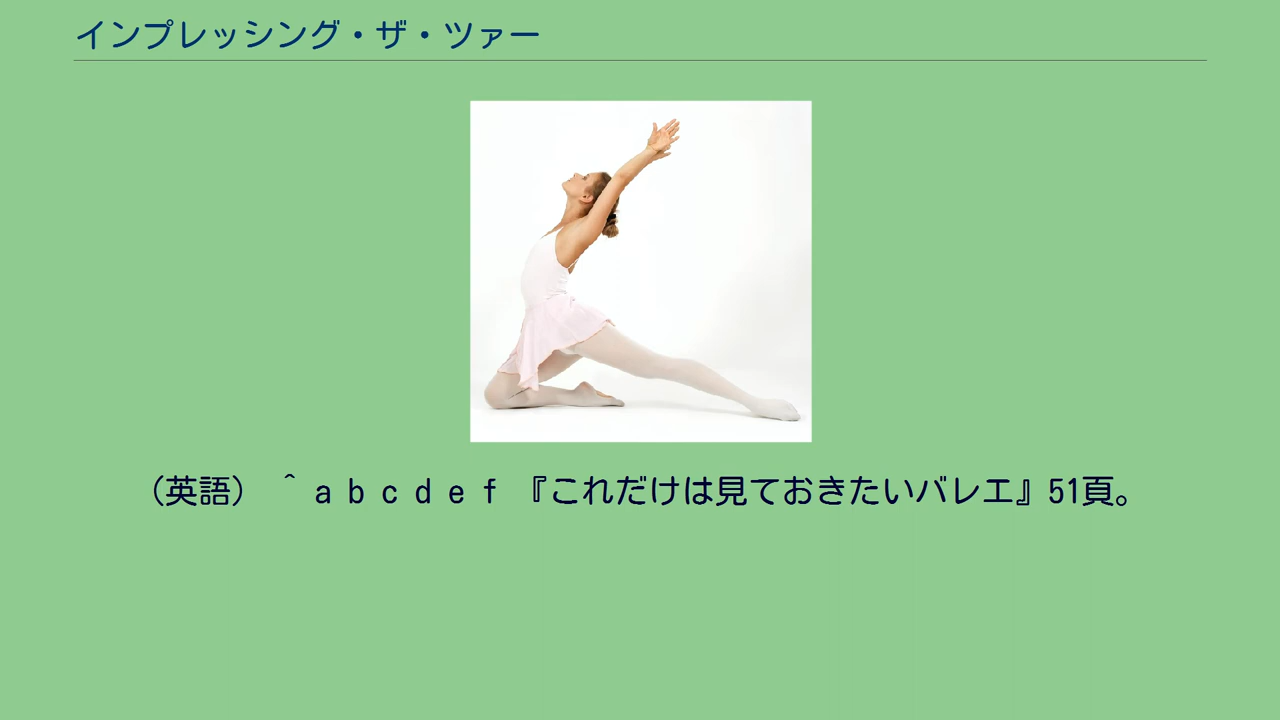 インプレッシング・ザ・ツァー
（英語） ^ a b c d e f 『これだけは見ておきたいバレエ』51頁。